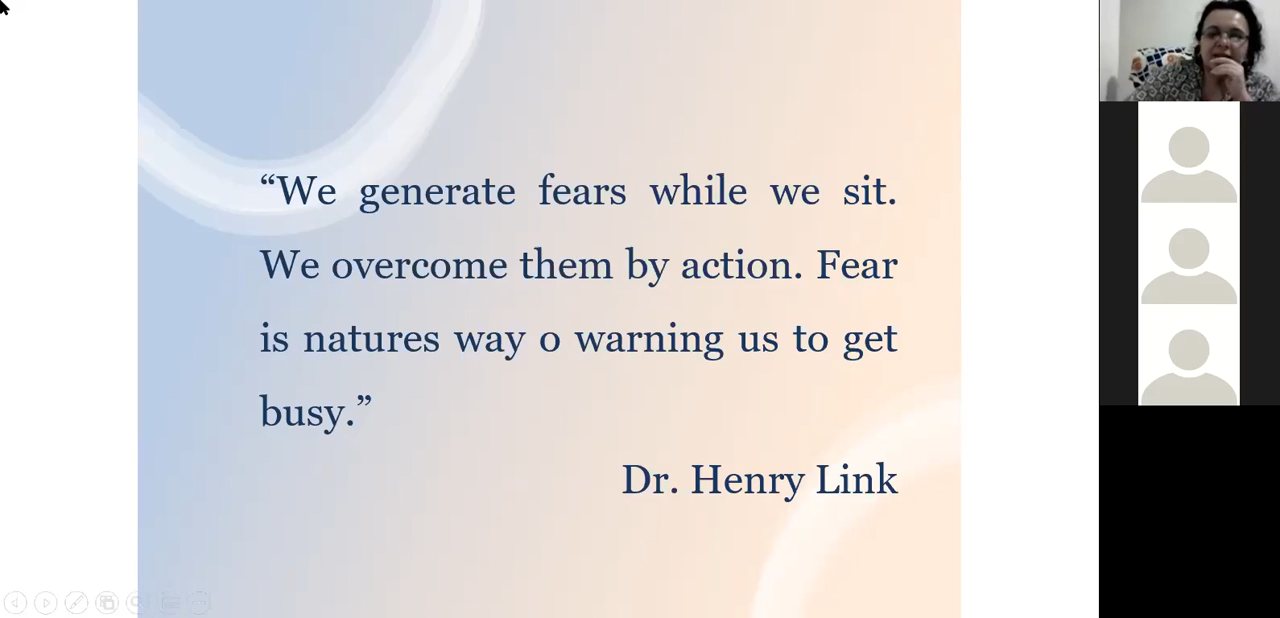 “We generate fears while we sit.
We overcome them by action. Fear
is natures way o warning us to get
busy.”
Dr. Henry Link